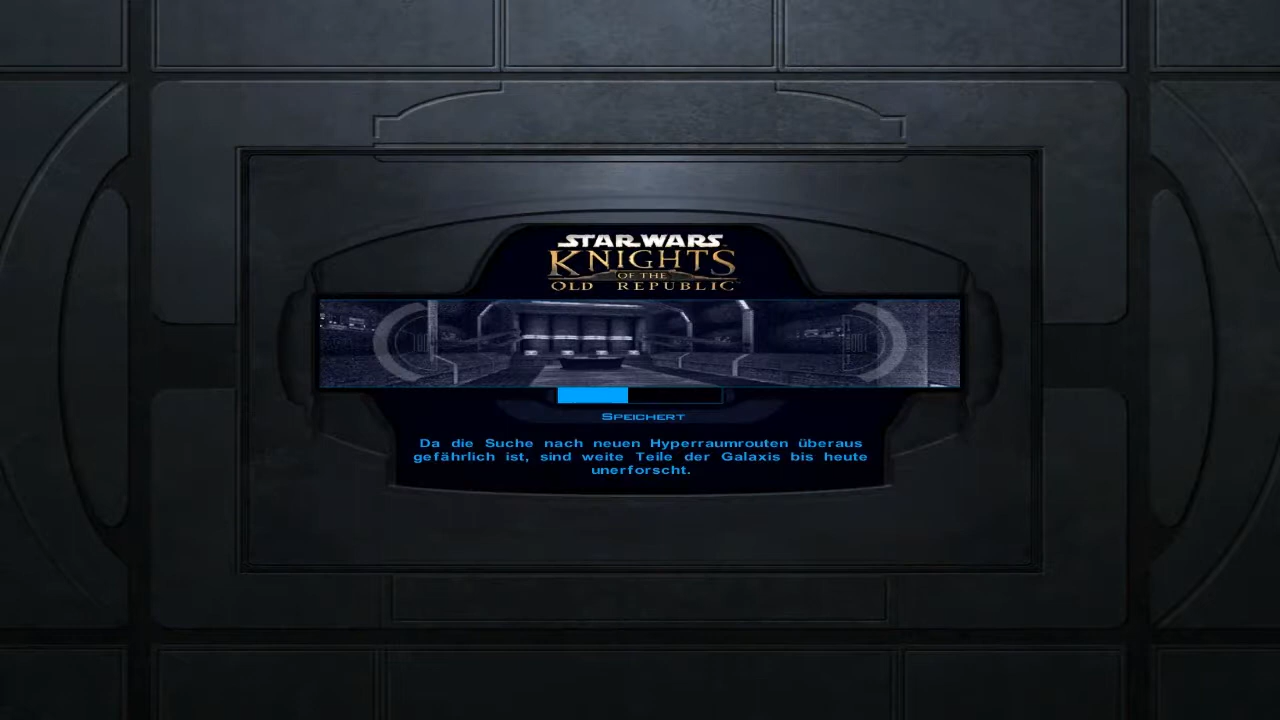 STAR WARS
KNIGHTS
OF THE
OLD REPUBLIC™
SPEICHERT
Da die Suche nach neuen Hyperraumrouten überaus
gefährlich ist, sind weite Teile der Galaxis bis heute
unerforscht.